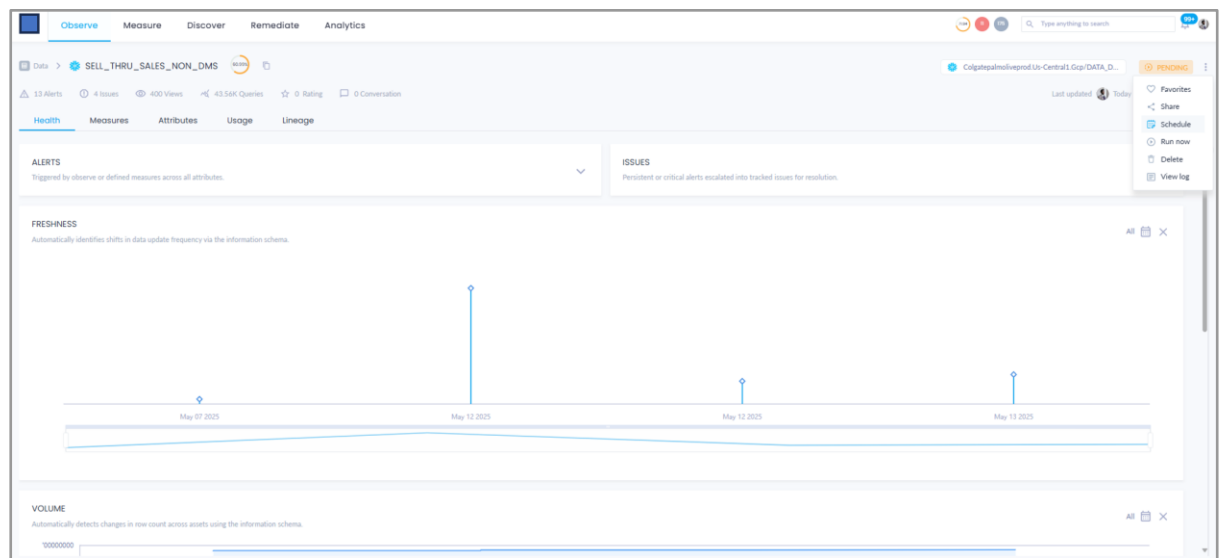 Observe Measure Discover Remediate Analytics
Type anything to search
99+
Data > SELL_THRU_SALES_NON_DMS
Colgatepalmoliveprod.Us-Central1.Gcp/DATA_D...
PENDING
13 Alerts 4 Issues 400 Views 43.56K Queries 0 Rating 0 Conversation
Last updated Today
Favorites
Share
Schedule
Run now
Delete
View log
Health Measures Attributes Usage Lineage
ALERTS
Triggered by observe or defined measures across all attributes.
ISSUES
Persistent or critical alerts escalated into tracked issues for resolution.
FRESHNESS
Automatically identifies shifts in data update frequency via the information schema.
All
May 07 2025 May 12 2025 May 12 2025 May 13 2025
VOLUME
Automatically detects changes in row count across assets using the information schema.
All
'00000000